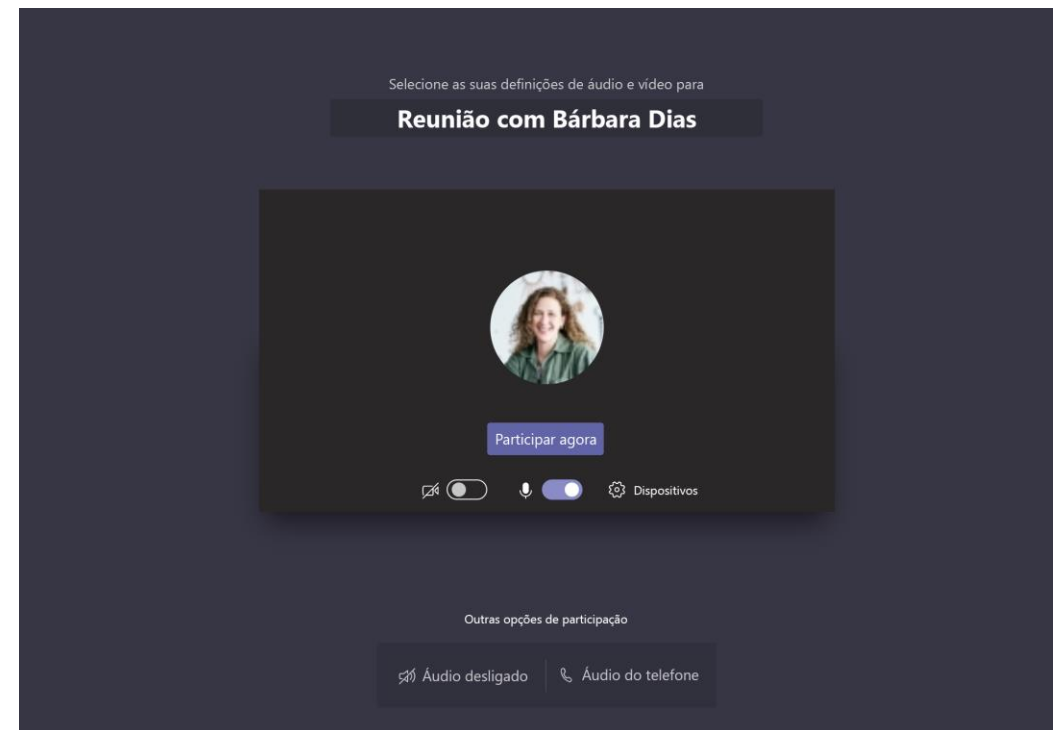 Selecione as suas definições de áudio e vídeo para
Reunião com Bárbara Dias
Participar agora
Dispositivos
Outras opções de participação
Áudio desligado
Áudio do telefone